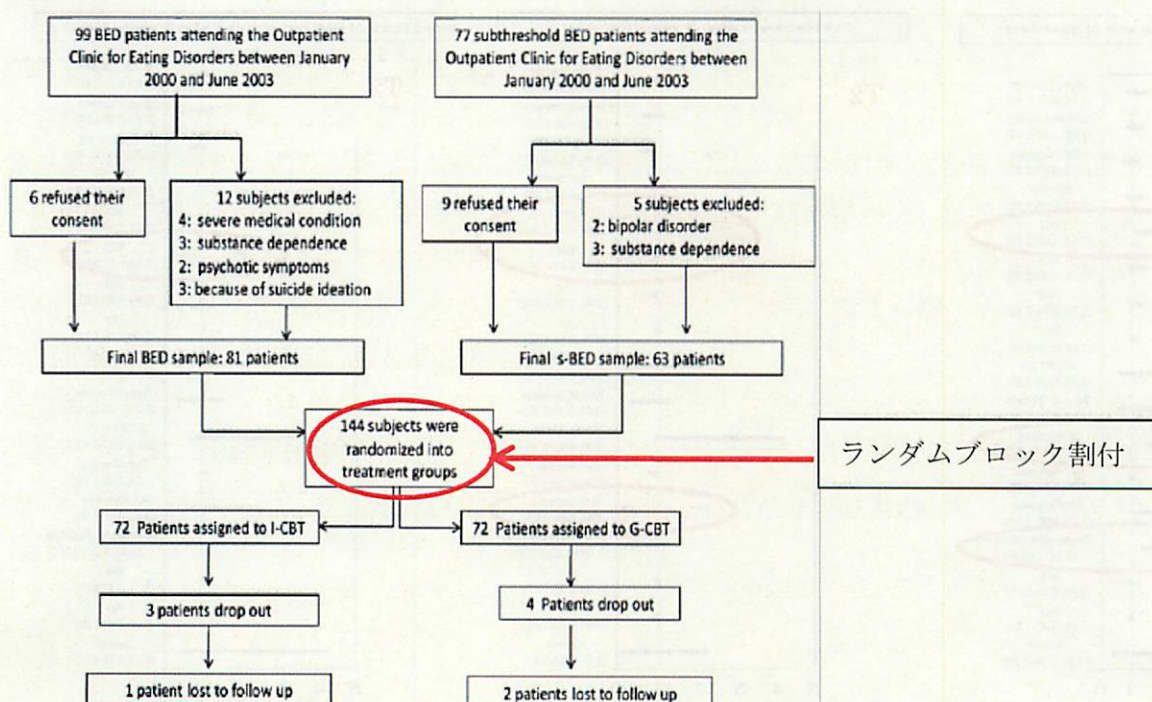 99 BED patients attending the Outpatient
Clinic for Eating Disorders between January
2000 and June 2003
77 subthreshold BED patients attending the
Outpatient Clinic for Eating Disorders between
January 2000 and June 2003
6 refused their
consent
12 subjects excluded:
4: severe medical condition
3: substance dependence
2: psychotic symptoms
3: because of suicide ideation
9 refused their
consent
5 subjects excluded:
2: bipolar disorder
3: substance dependence
Final BED sample: 81 patients
Final s-BED sample: 63 patients
144 subjects were
randomized into
treatment groups
ランダムブロック割付
72 Patients assigned to I-CBT
72 Patients assigned to G-CBT
3 patients drop out
4 Patients drop out
1 patient lost to follow up
2 patients lost to follow up